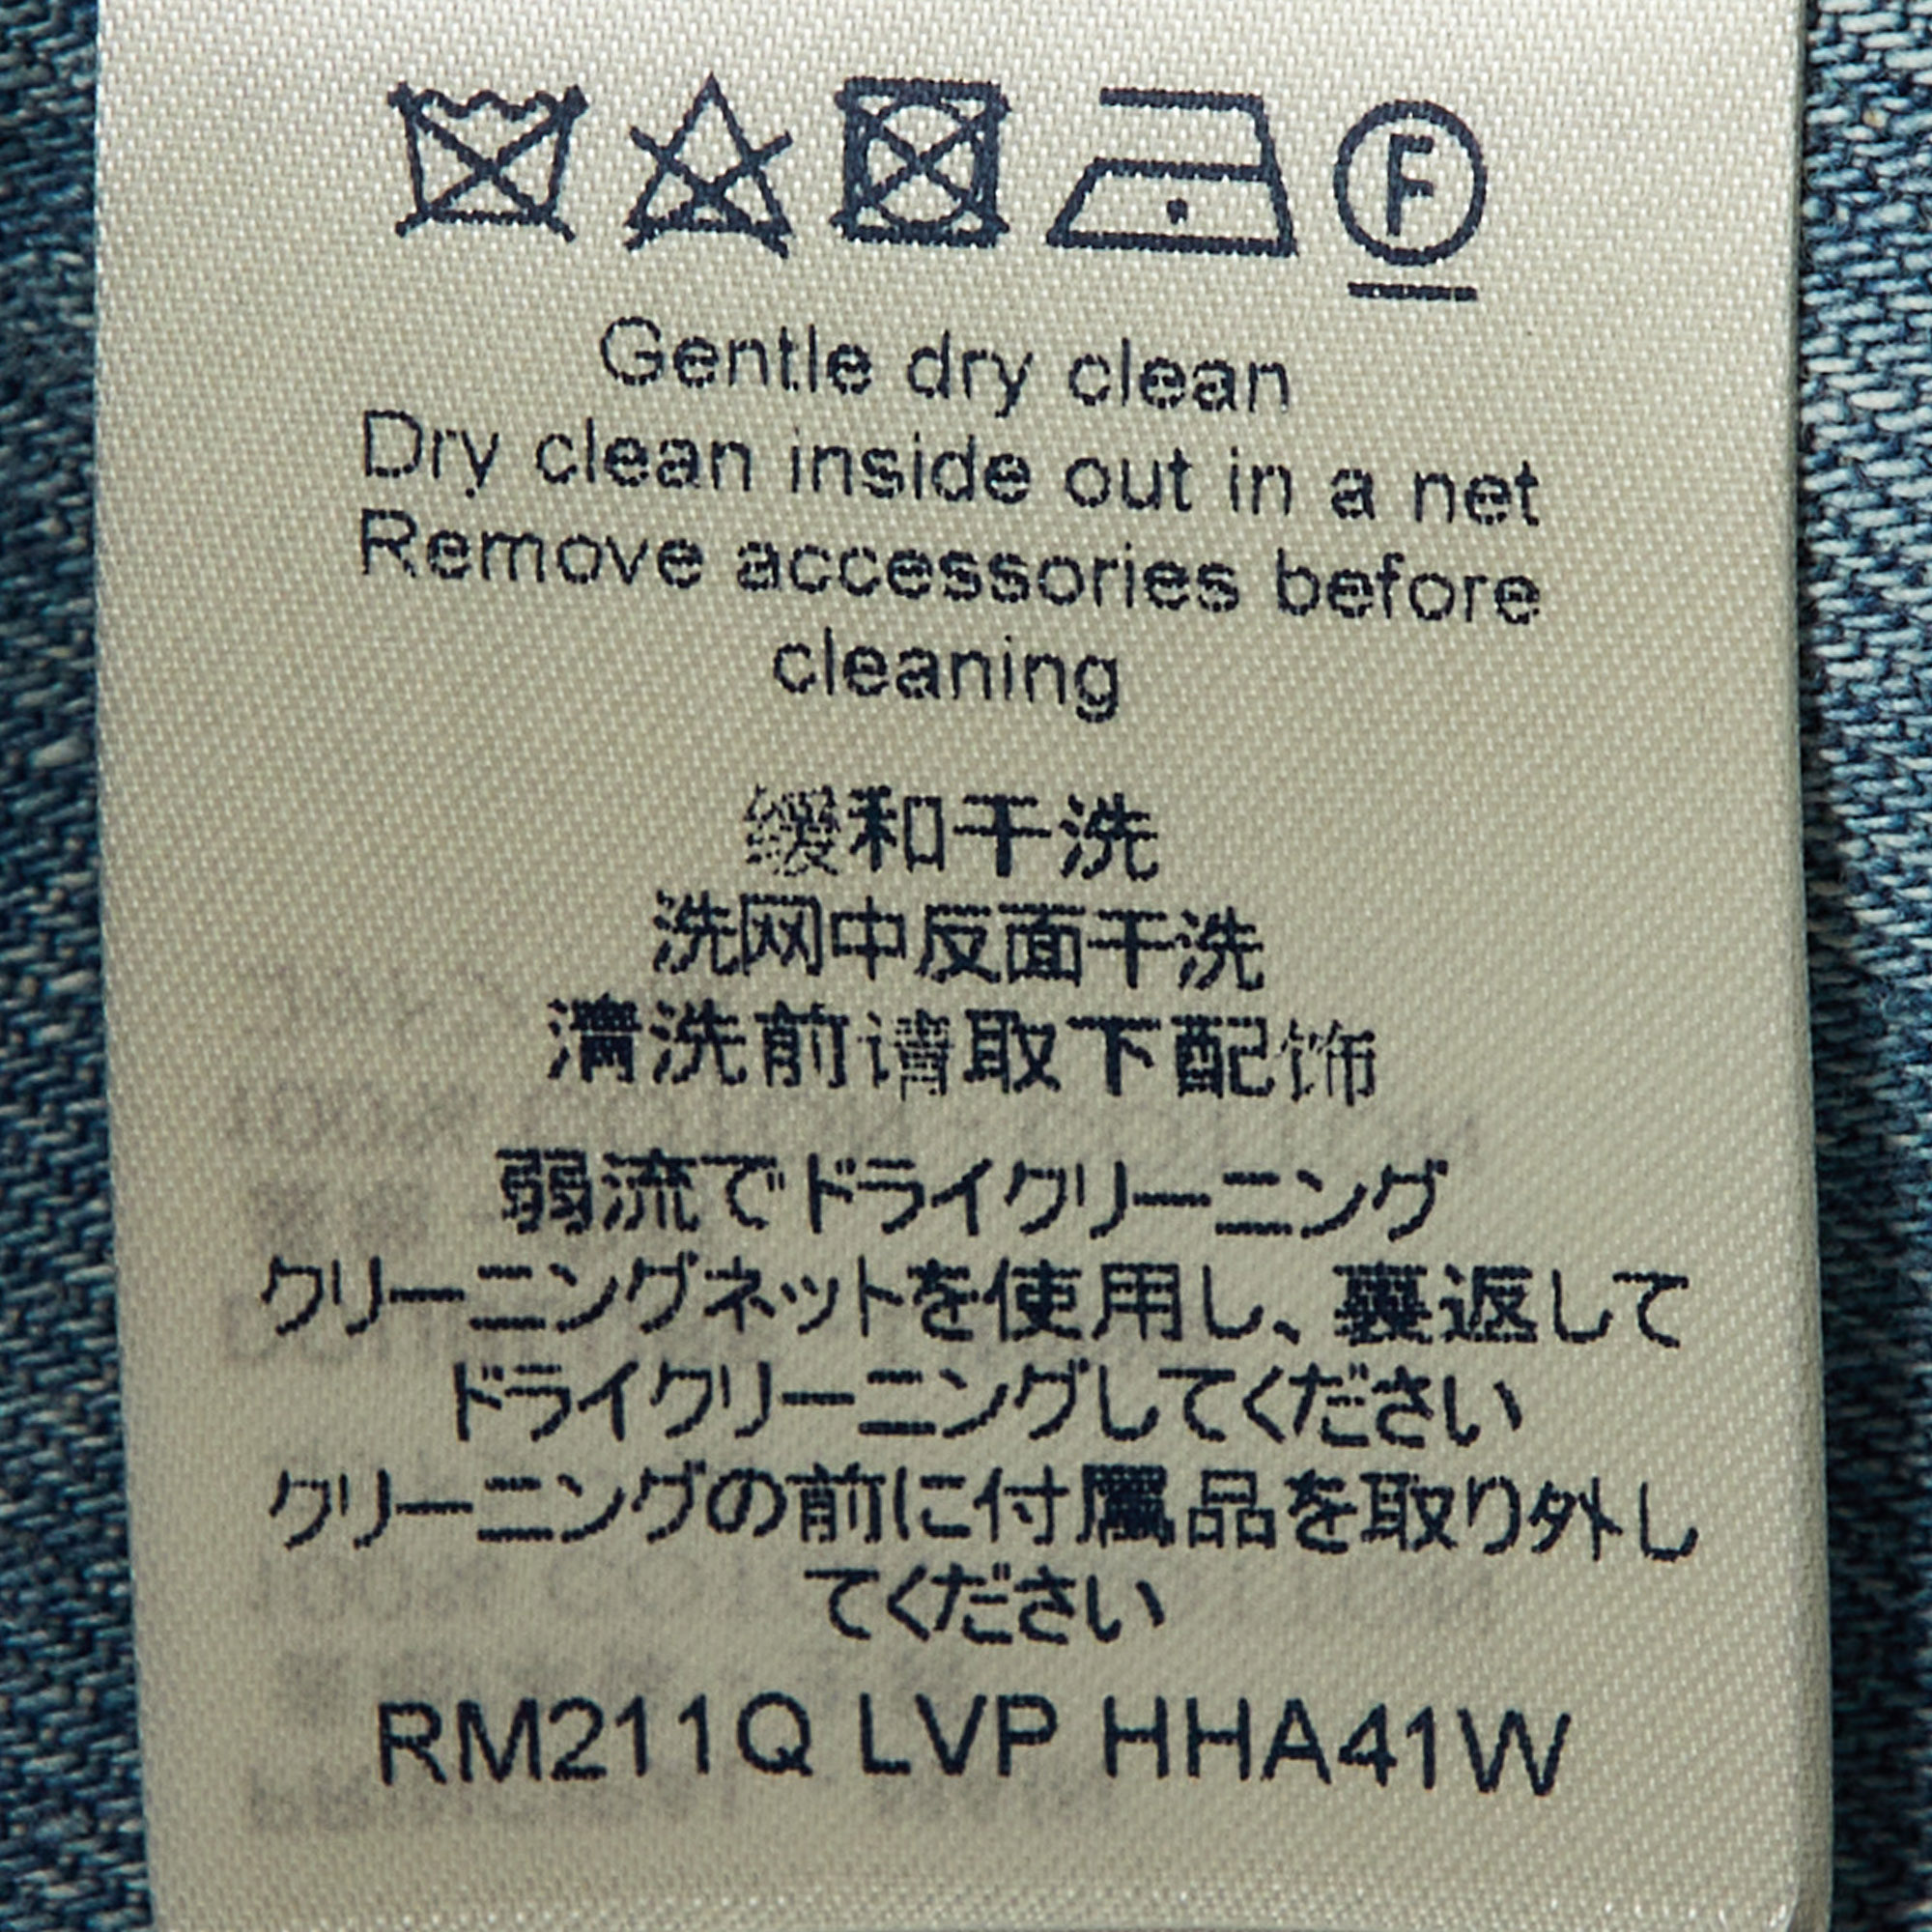 F
Gentle dry clean
Dry clean inside out in a net
Remove accessories before
cleaning
缓和干洗
洗网中反面干洗
清洗前请取下配饰
弱流でドライクリーニング
クリーニングネットを使用し、裏返して
ドライクリーニングしてください
クリーニングの前に付属品を取り外し
てください
RM211Q LVP HHA41W